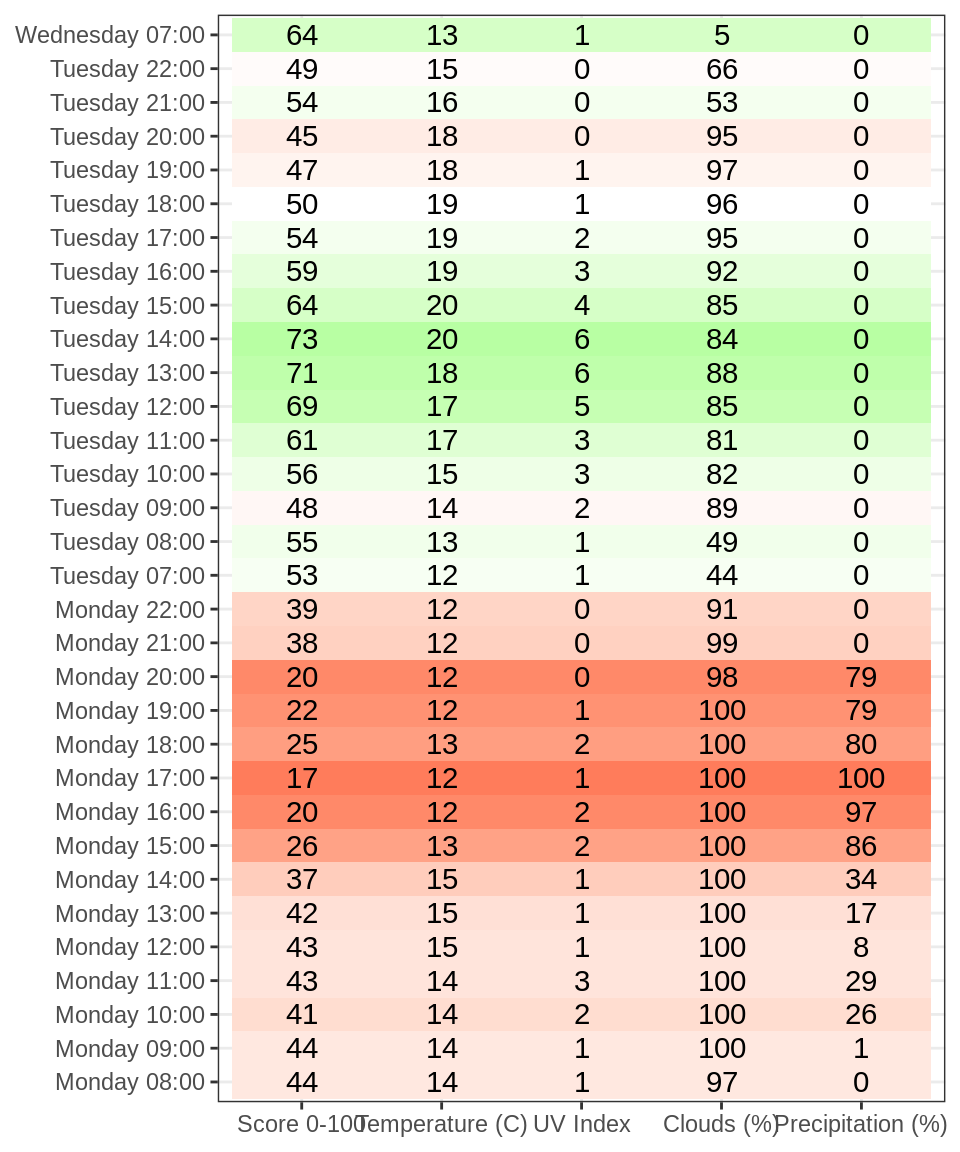 Wednesday 07:00 64 13 1 5 0
Tuesday 22:00 49 15 0 66 0
Tuesday 21:00 54 16 0 53 0
Tuesday 20:00 45 18 0 95 0
Tuesday 19:00 47 18 1 97 0
Tuesday 18:00 50 19 1 96 0
Tuesday 17:00 54 19 2 95 0
Tuesday 16:00 59 19 3 92 0
Tuesday 15:00 64 20 4 85 0
Tuesday 14:00 73 20 6 84 0
Tuesday 13:00 71 18 6 88 0
Tuesday 12:00 69 17 5 85 0
Tuesday 11:00 61 17 3 81 0
Tuesday 10:00 56 15 3 82 0
Tuesday 09:00 48 14 2 89 0
Tuesday 08:00 55 13 1 49 0
Tuesday 07:00 53 12 1 44 0
Monday 22:00 39 12 0 91 0
Monday 21:00 38 12 0 99 0
Monday 20:00 20 12 0 98 79
Monday 19:00 22 12 1 100 79
Monday 18:00 25 13 2 100 80
Monday 17:00 17 12 1 100 100
Monday 16:00 20 12 2 100 97
Monday 15:00 26 13 2 100 86
Monday 14:00 37 15 1 100 34
Monday 13:00 42 15 1 100 17
Monday 12:00 43 15 1 100 8
Monday 11:00 43 14 3 100 29
Monday 10:00 41 14 2 100 26
Monday 09:00 44 14 1 100 1
Monday 08:00 44 14 1 97 0
Score 0-100 Temperature (C) UV Index Clouds (%) Precipitation (%)